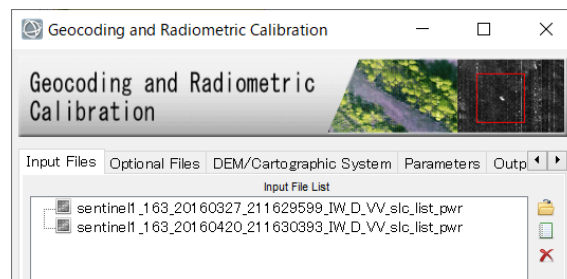 Geocoding and Radiometric Calibration
Geocoding and Radiometric
Calibration
Input Files Optional Files DEM/Cartographic System Parameters Outp
Input File List
sentinel1_163_20160327_211629599_IW_D_VV_slc_list_pwr
sentinel1_163_20160420_211630393_IW_D_VV_slc_list_pwr